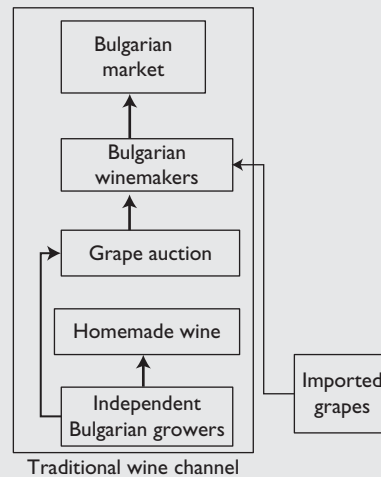 Bulgarian
market
Bulgarian
winemakers
Grape auction
Homemade wine
Independent
Bulgarian growers
Imported
grapes
Traditional wine channel